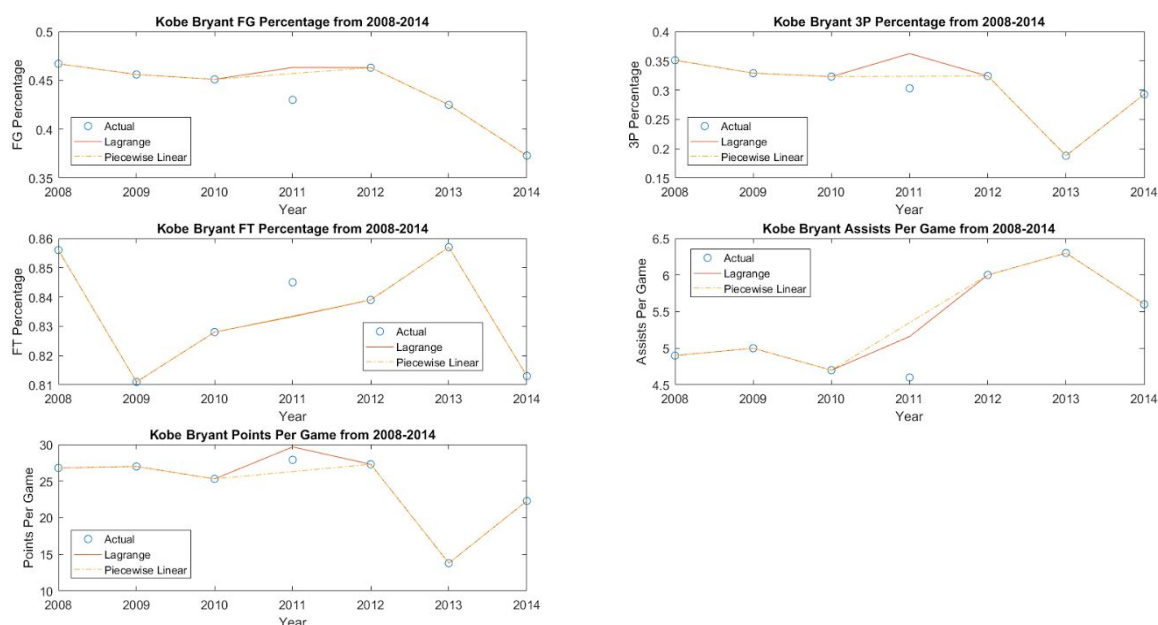 Kobe Bryant FG Percentage from 2008-2014
0.5
0.45
0.4
0.35
FG Percentage
Actual
Lagrange
Piecewise Linear
2008 2009 2010 2011 2012 2013 2014
Year
Kobe Bryant 3P Percentage from 2008-2014
0.4
0.35
0.3
0.25
0.2
0.15
3P Percentage
Actual
Lagrange
Piecewise Linear
2008 2009 2010 2011 2012 2013 2014
Year
Kobe Bryant FT Percentage from 2008-2014
0.86
0.85
0.84
0.83
0.82
0.81
FT Percentage
Actual
Lagrange
Piecewise Linear
2008 2009 2010 2011 2012 2013 2014
Year
Kobe Bryant Assists Per Game from 2008-2014
6.5
6
5.5
5
4.5
Assists Per Game
Actual
Lagrange
Piecewise Linear
2008 2009 2010 2011 2012 2013 2014
Year
Kobe Bryant Points Per Game from 2008-2014
30
25
20
15
10
Points Per Game
Actual
Lagrange
Piecewise Linear
2008 2009 2010 2011 2012 2013 2014
Year